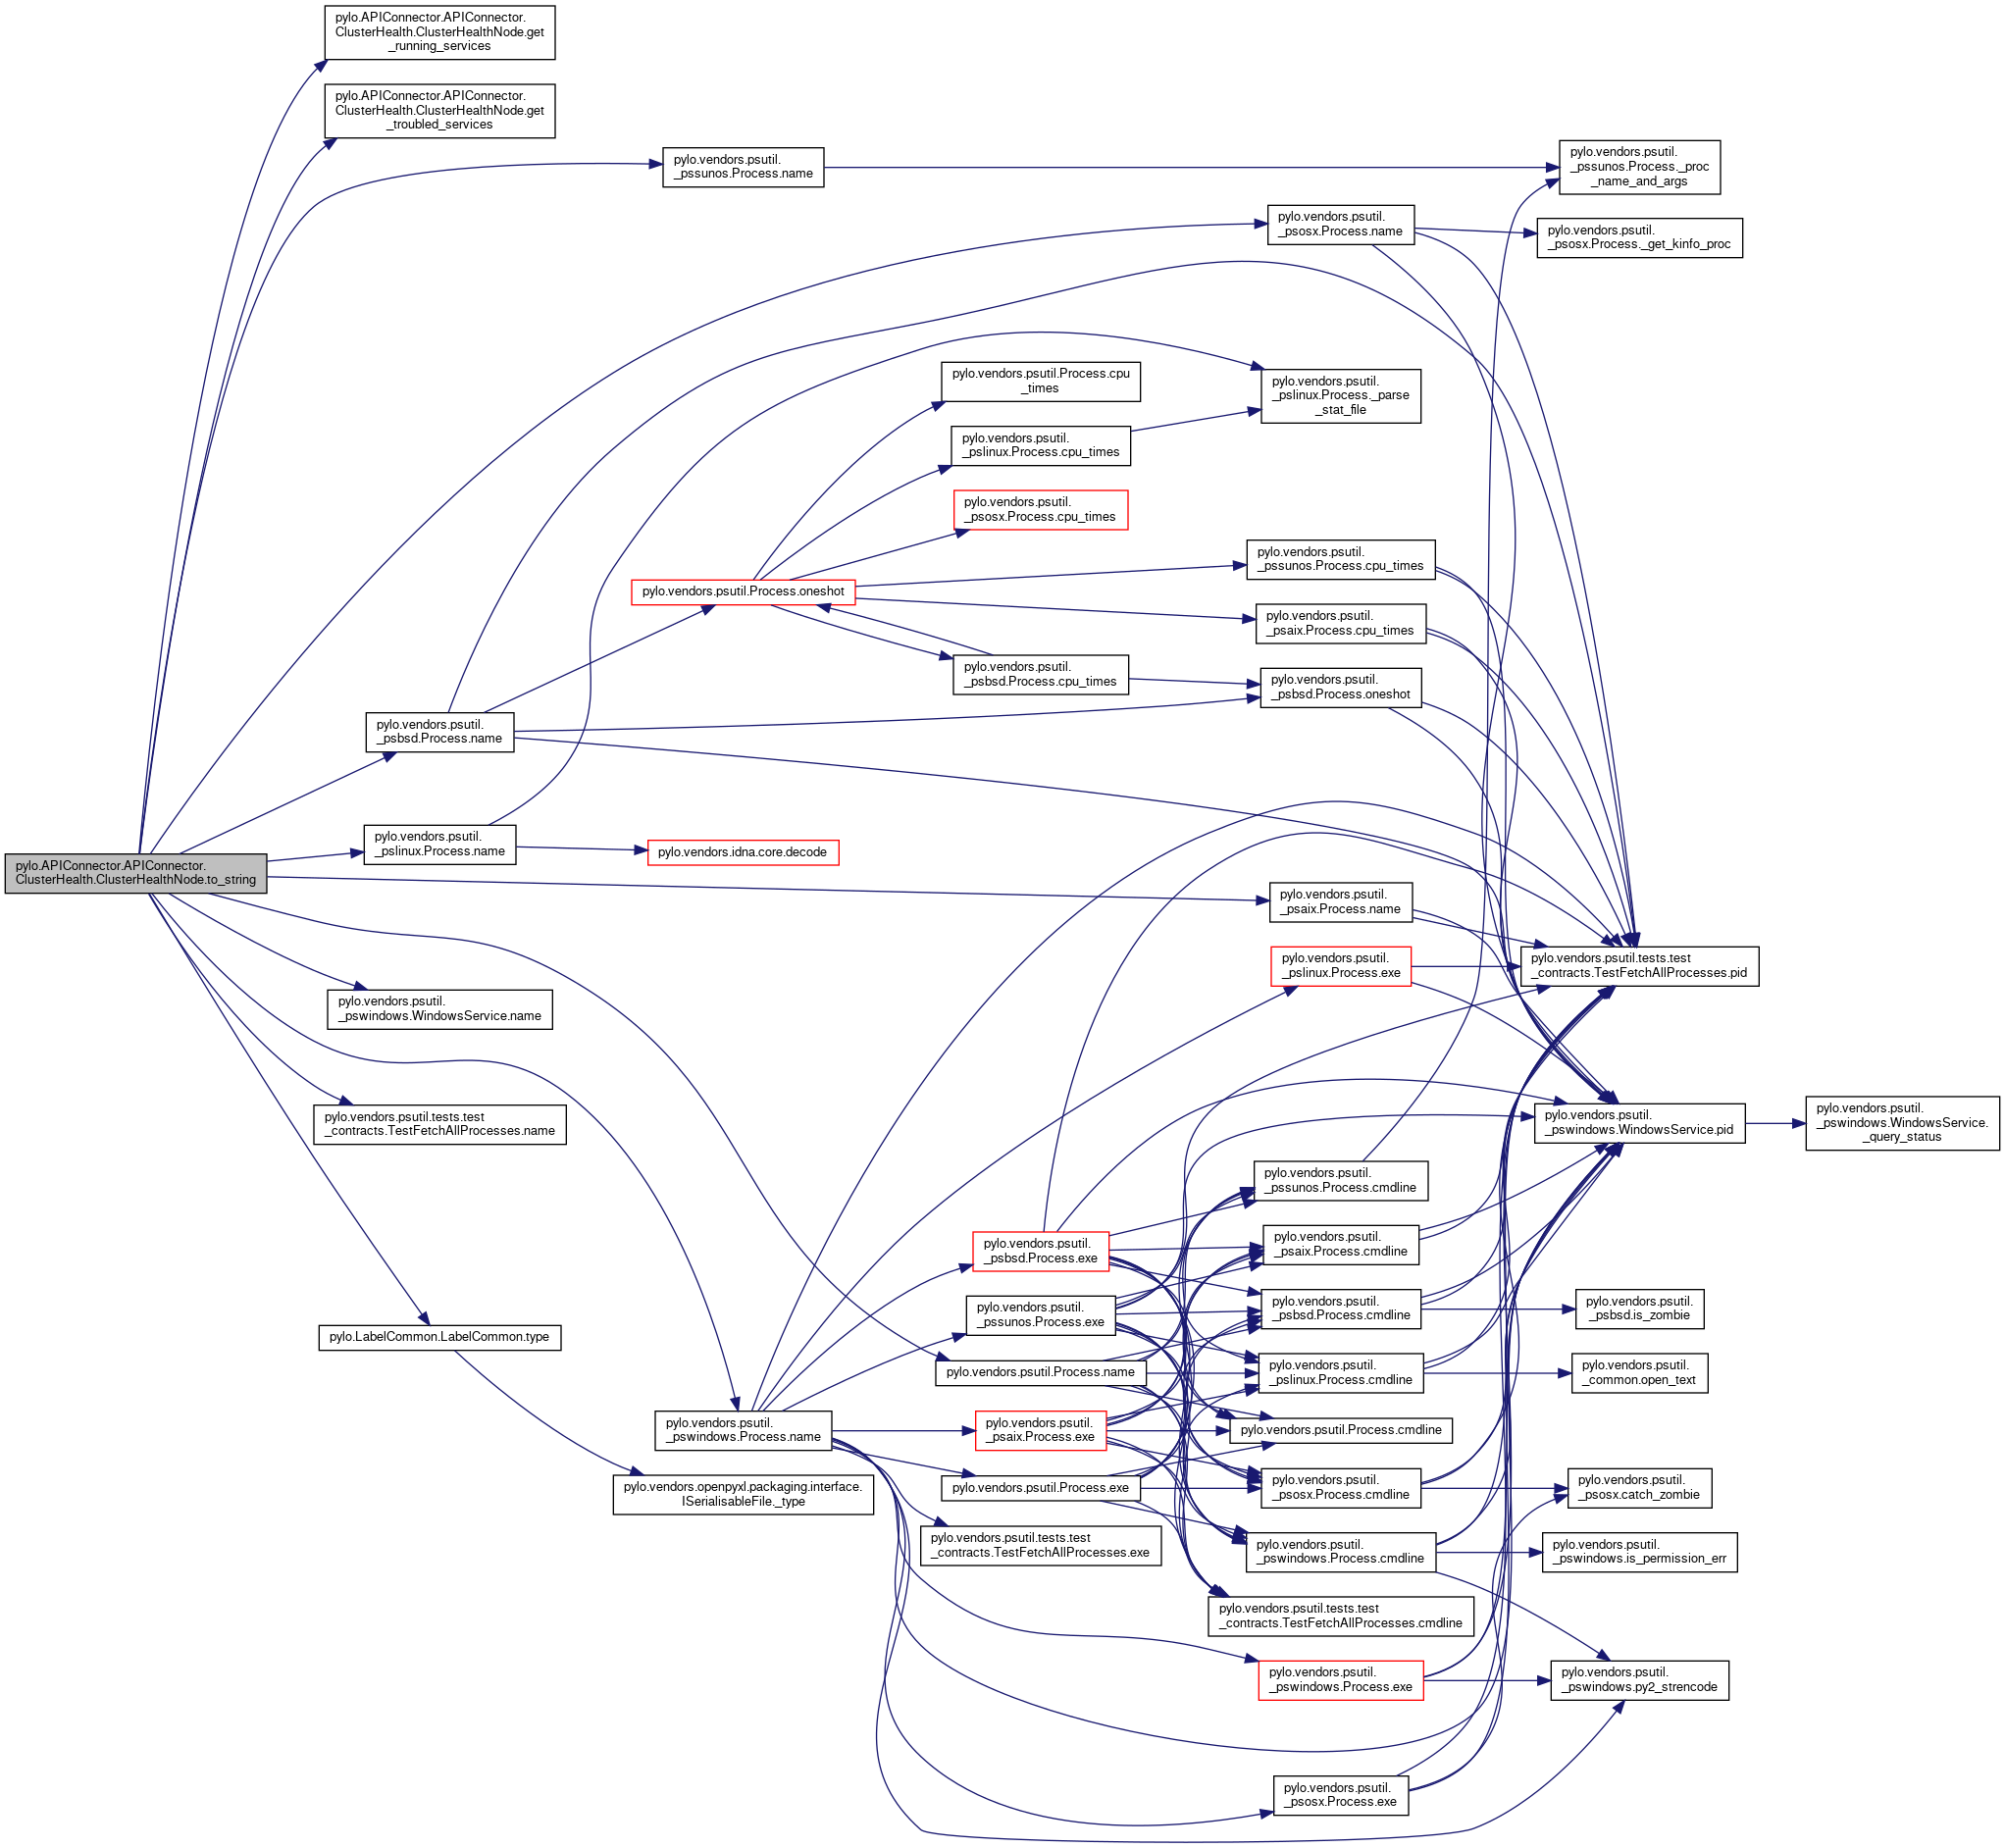 pylo.APIConnector.APIConnector.
ClusterHealth.ClusterHealthNode.get
_running_services
pylo.APIConnector.APIConnector.
ClusterHealth.ClusterHealthNode.get
_troubled_services
pylo.vendors.psutil.
_pssunos.Process.name
pylo.vendors.psutil.
_pssunos.Process._proc
_name_and_args
pylo.vendors.psutil.
_psosx.Process.name
pylo.vendors.psutil.
_psosx.Process._get_kinfo_proc
pylo.vendors.psutil.Process.cpu
_times
pylo.vendors.psutil.
_pslinux.Process._parse
_stat_file
pylo.vendors.psutil.
_pslinux.Process.cpu_times
pylo.vendors.psutil.
_psosx.Process.cpu_times
pylo.vendors.psutil.
_pssunos.Process.cpu_times
pylo.vendors.psutil.Process.oneshot
pylo.vendors.psutil.
_psaix.Process.cpu_times
pylo.vendors.psutil.
_psbsd.Process.cpu_times
pylo.vendors.psutil.
_psbsd.Process.oneshot
pylo.vendors.psutil.
_psbsd.Process.name
pylo.vendors.psutil.
_pslinux.Process.name
pylo.vendors.idna.core.decode
pylo.APIConnector.APIConnector.
ClusterHealth.ClusterHealthNode.to_string
pylo.vendors.psutil.
_psaix.Process.name
pylo.vendors.psutil.
_pslinux.Process.exe
pylo.vendors.psutil.tests.test
_contracts.TestFetchAllProcesses.pid
pylo.vendors.psutil.
_pswindows.WindowsService.name
pylo.vendors.psutil.tests.test
_contracts.TestFetchAllProcesses.name
pylo.vendors.psutil.
_pswindows.WindowsService.pid
pylo.vendors.psutil.
_pswindows.WindowsService.
_query_status
pylo.vendors.psutil.
_pssunos.Process.cmdline
pylo.vendors.psutil.
_psbsd.Process.exe
pylo.vendors.psutil.
_psaix.Process.cmdline
pylo.vendors.psutil.
_pssunos.Process.exe
pylo.vendors.psutil.
_psbsd.Process.cmdline
pylo.vendors.psutil.
_psbsd.is_zombie
pylo.LabelCommon.LabelCommon.type
pylo.vendors.psutil.Process.name
pylo.vendors.psutil.
_pslinux.Process.cmdline
pylo.vendors.psutil.
_common.open_text
pylo.vendors.psutil.
_pswindows.Process.name
pylo.vendors.psutil.
_psaix.Process.exe
pylo.vendors.psutil.Process.cmdline
pylo.vendors.openpyxl.packaging.interface.
ISerialisableFile._type
pylo.vendors.psutil.Process.exe
pylo.vendors.psutil.
_psosx.Process.cmdline
pylo.vendors.psutil.
_psosx.catch_zombie
pylo.vendors.psutil.tests.test
_contracts.TestFetchAllProcesses.exe
pylo.vendors.psutil.
_pswindows.Process.cmdline
pylo.vendors.psutil.
_pswindows.is_permission_err
pylo.vendors.psutil.tests.test
_contracts.TestFetchAllProcesses.cmdline
pylo.vendors.psutil.
_pswindows.Process.exe
pylo.vendors.psutil.
_pswindows.py2_strencode
pylo.vendors.psutil.
_psosx.Process.exe